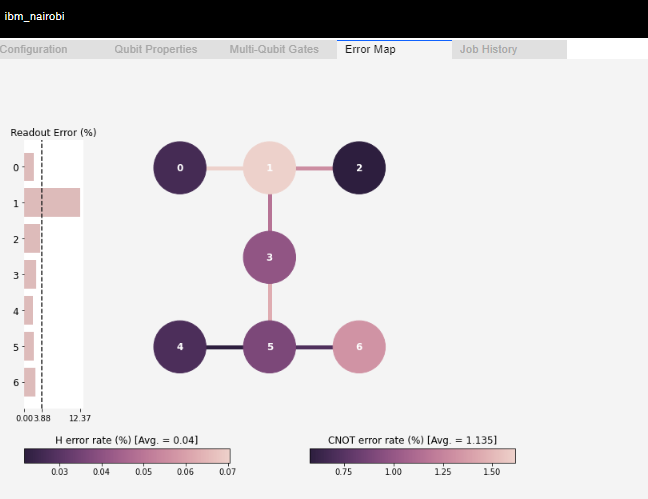 ibm_nairobi
Configuration Qubit Properties Multi-Qubit Gates Error Map Job History
Readout Error (%)
0 0 1 2
1
2
3 3
4
5 4 5 6
6
0.00 3.88 12.37
H error rate (%) [Avg. = 0.04] CNOT error rate (%) [Avg. = 1.135]
0.03 0.04 0.05 0.06 0.07 0.75 1.00 1.25 1.50